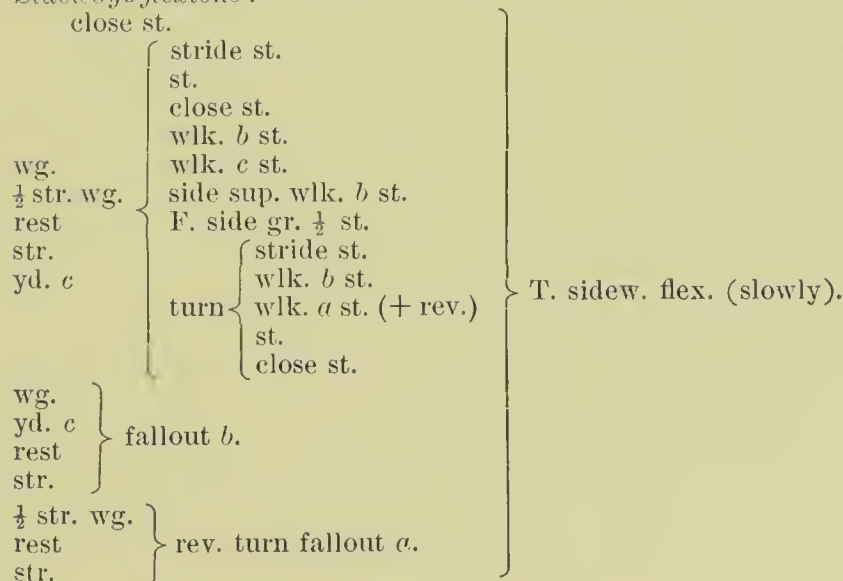 close st.
stride st.
st.
close st.
wlk. b st.
wg. wlk. c st.
½ str. wg. side sup. wlk. b st.
rest F. side gr. ½ st.
str. stride st.
yd. c wlk. b st.
turn wlk. a st. (+ rev.) T. sidew. flex. (slowly).
st.
close st.
wg.
yd. c fallout b.
rest
str.
½ str. wg.
rest rev. turn fallout a.
str.